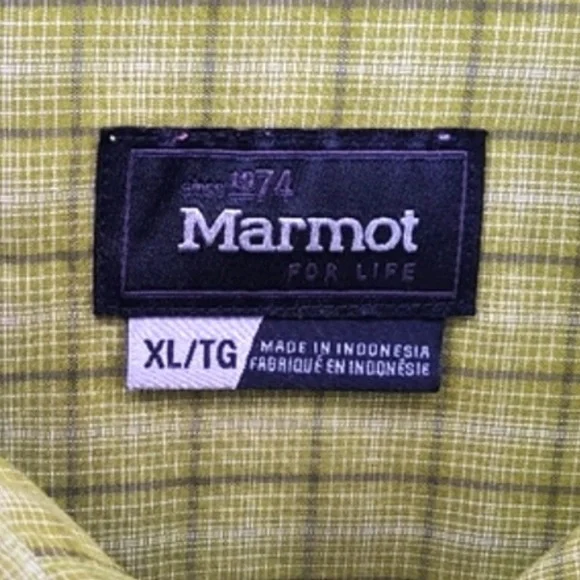 since 1974
Marmot
FOR LIFE
XL/TG
MADE IN INDONESIA
FABRIQUÉ EN INDONÉSIE